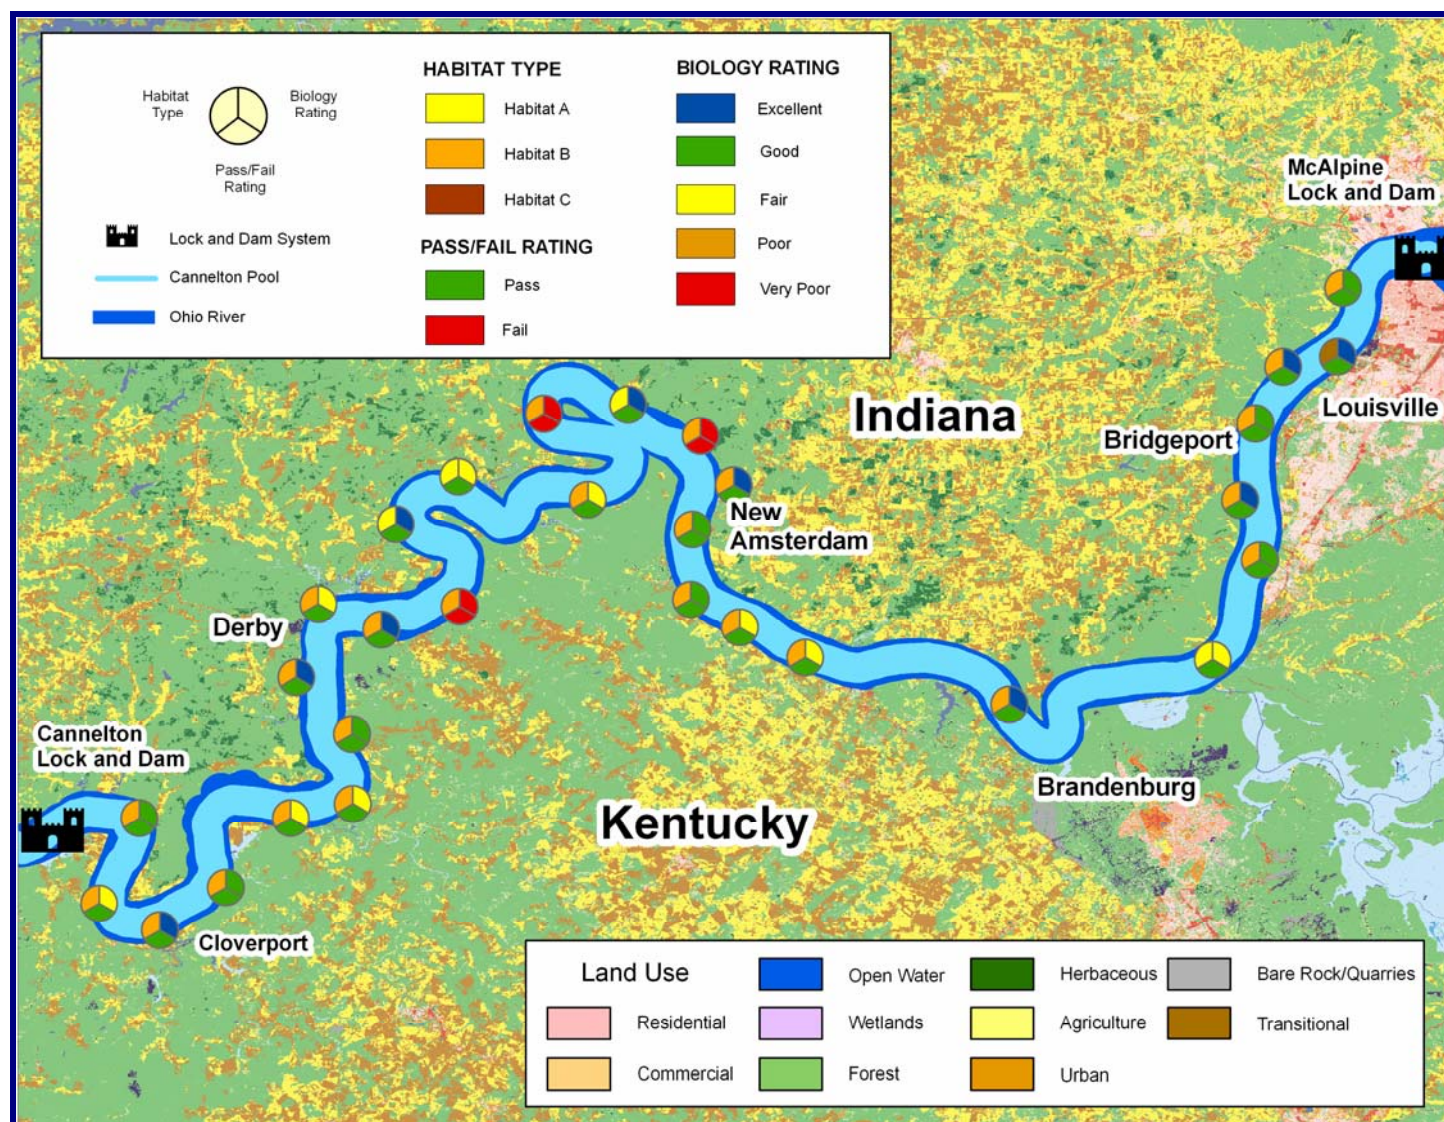 HABITAT TYPE
BIOLOGY RATING
Habitat
Type
Biology
Rating
Pass/Fail
Rating
Habitat A
Habitat B
Habitat C
Excellent
Good
Fair
Poor
Very Poor
PASS/FAIL RATING
Pass
Fail
Lock and Dam System
Cannelton Pool
Ohio River
McAlpine
Lock and Dam
Indiana
Louisville
Bridgeport
New
Amsterdam
Derby
Cannelton
Lock and Dam
Brandenburg
Kentucky
Cloverport
Land Use
Residential
Commercial
Open Water
Wetlands
Forest
Herbaceous
Agriculture
Urban
Bare Rock/Quarries
Transitional